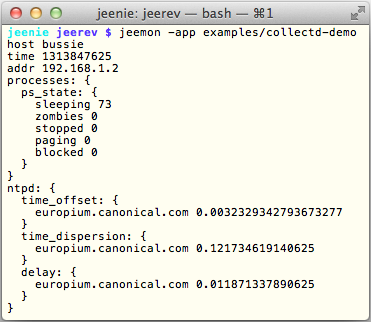 jeenie: jeerev — bash — ⌘1
jeenie jeerev $ jeemon -app examples/collectd-demo
host bussie
time 1313847625
addr 192.168.1.2
processes: {
  ps_state: {
    sleeping 73
    zombies 0
    stopped 0
    paging 0
    blocked 0
  }
}
ntpd: {
  time_offset: {
    europium.canonical.com 0.0032329342793673277
  }
  time_dispersion: {
    europium.canonical.com 0.121734619140625
  }
  delay: {
    europium.canonical.com 0.011871337890625
  }
}